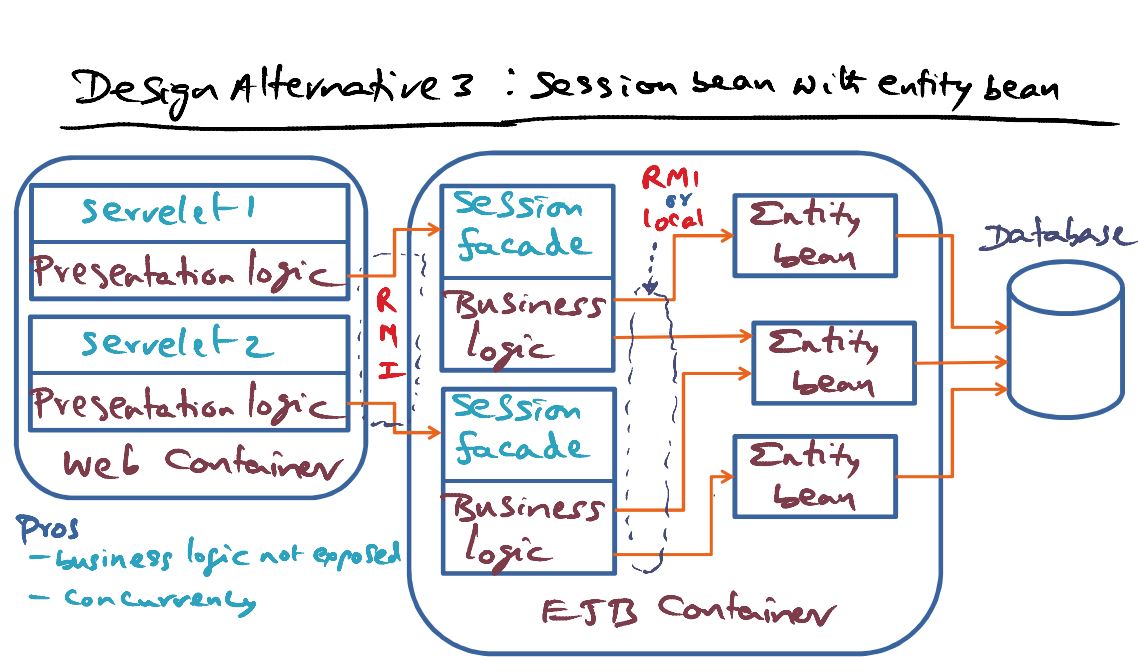 Design Alternative 3 : Session bean with entity bean
servelet 1
Presentation logic
servelet 2
Presentation logic
Web Container
Pros
- business logic not exposed
- Concurrency
RMI
Session
facade
Business
logic
Session
facade
Business
logic
RMI
or
local
Entity
bean
Entity
bean
Entity
bean
EJB Container
Database